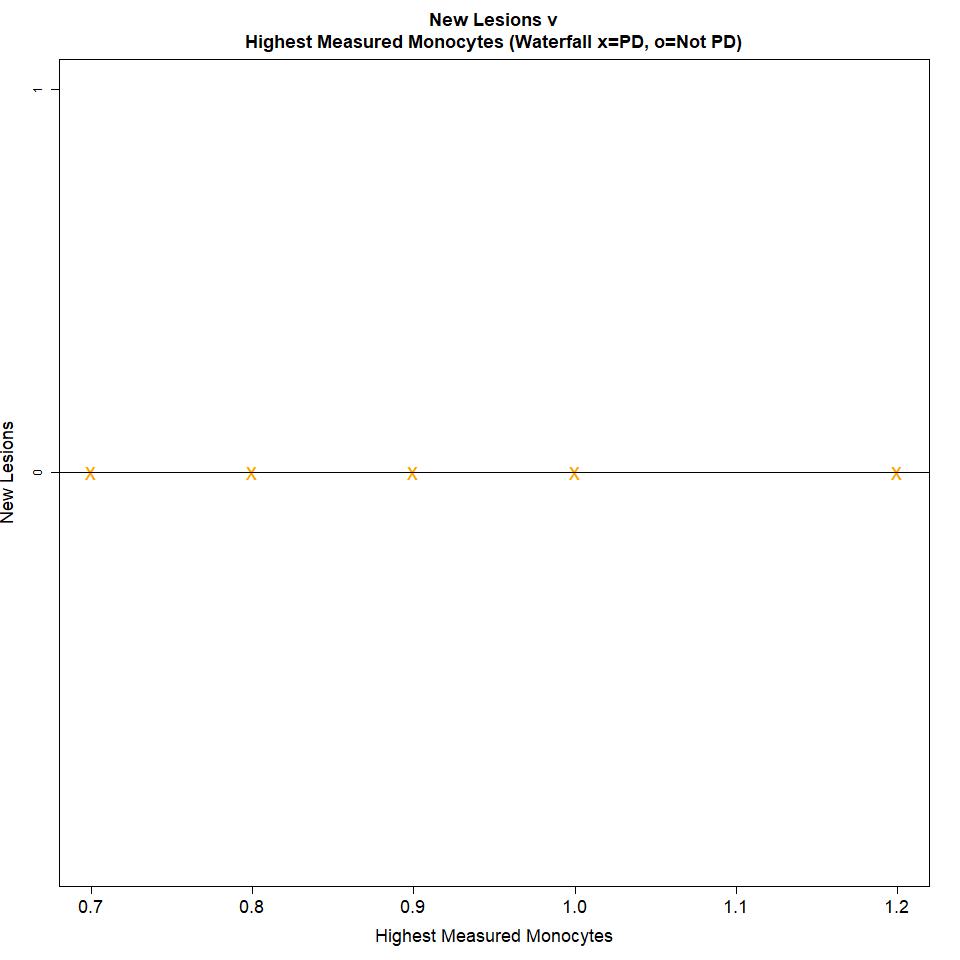 New Lesions v
Highest Measured Monocytes (Waterfall x=PD, o=Not PD)
1
0
New Lesions
x x x x x
0.7 0.8 0.9 1.0 1.1 1.2
Highest Measured Monocytes